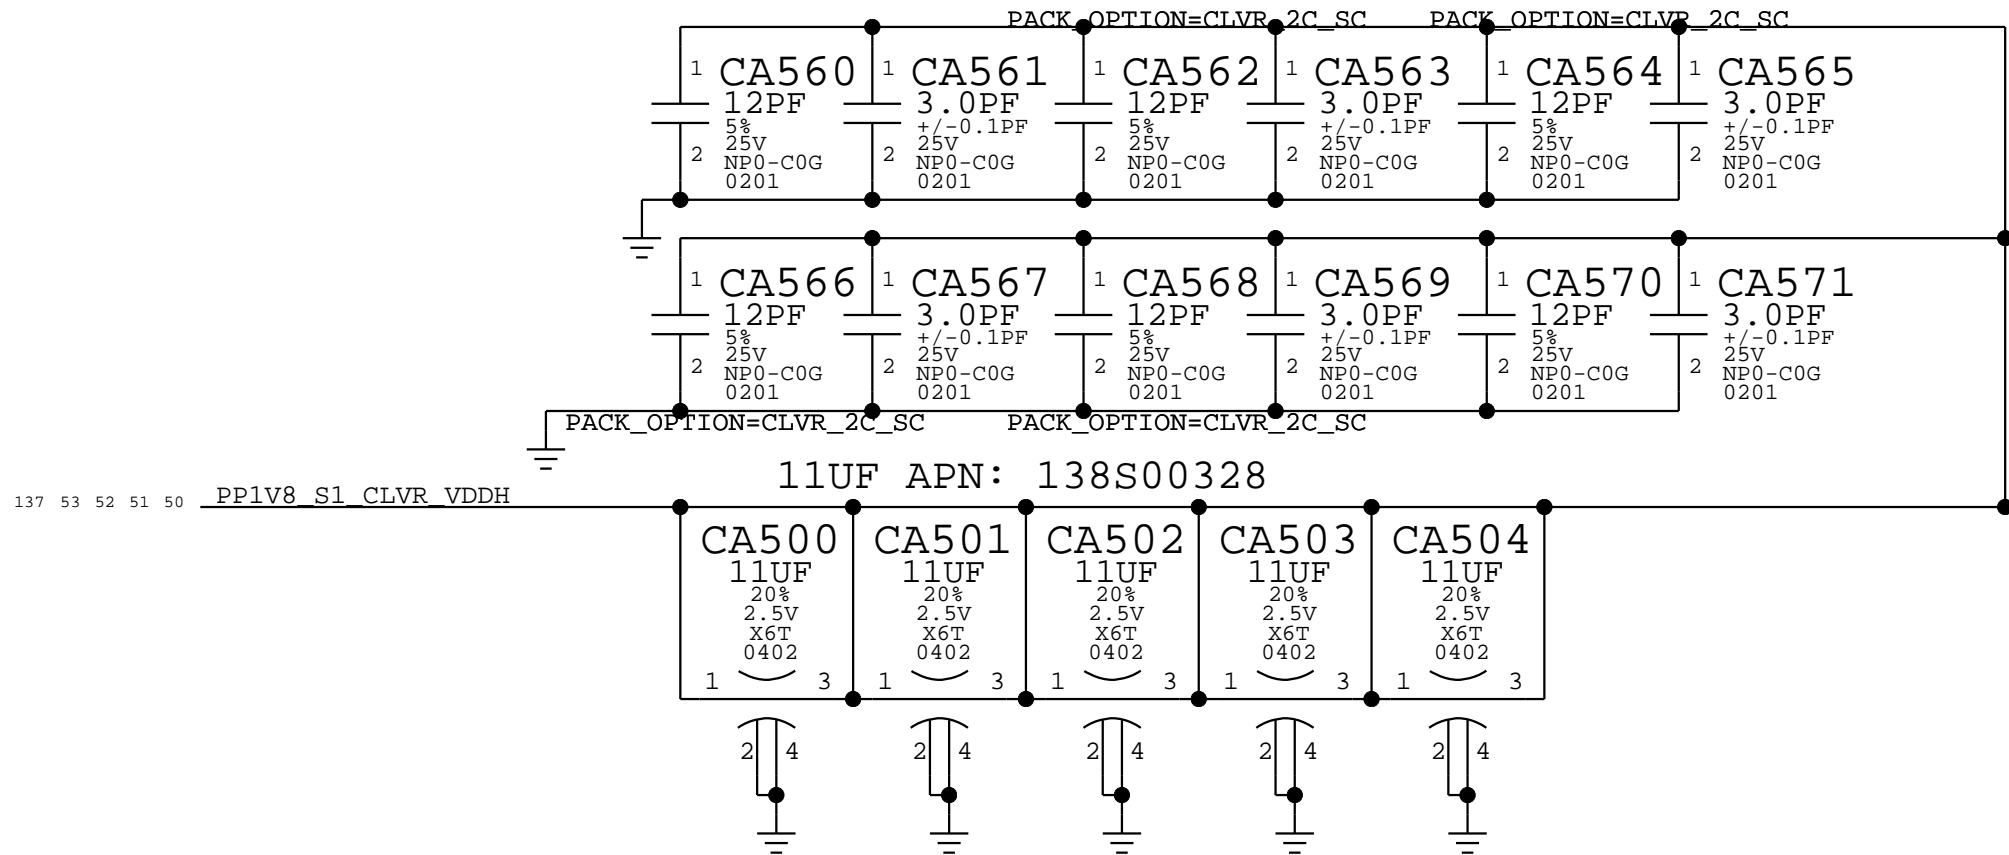 PACK_OPTION=CLVR_2C_SC PACK_OPTION=CLVR_2C_SC
1 CA560 1 CA561 1 CA562 1 CA563 1 CA564 1 CA565
12PF 3.0PF 12PF 3.0PF 12PF 3.0PF
5% +/-0.1PF 5% +/-0.1PF 5% +/-0.1PF
25V 25V 25V 25V 25V 25V
2 NP0-C0G 2 NP0-C0G 2 NP0-C0G 2 NP0-C0G 2 NP0-C0G 2 NP0-C0G
0201 0201 0201 0201 0201 0201
1 CA566 1 CA567 1 CA568 1 CA569 1 CA570 1 CA571
12PF 3.0PF 12PF 3.0PF 12PF 3.0PF
5% +/-0.1PF 5% +/-0.1PF 5% +/-0.1PF
25V 25V 25V 25V 25V 25V
2 NP0-C0G 2 NP0-C0G 2 NP0-C0G 2 NP0-C0G 2 NP0-C0G 2 NP0-C0G
0201 0201 0201 0201 0201 0201
PACK_OPTION=CLVR_2C_SC PACK_OPTION=CLVR_2C_SC
11UF APN: 138S00328
137 53 52 51 50 PP1V8_S1_CLVR_VDDH
CA500 CA501 CA502 CA503 CA504
11UF 11UF 11UF 11UF 11UF
20% 20% 20% 20% 20%
2.5V 2.5V 2.5V 2.5V 2.5V
X6T X6T X6T X6T X6T
0402 0402 0402 0402 0402
1 3 1 3 1 3 1 3 1 3
2 4 2 4 2 4 2 4 2 4